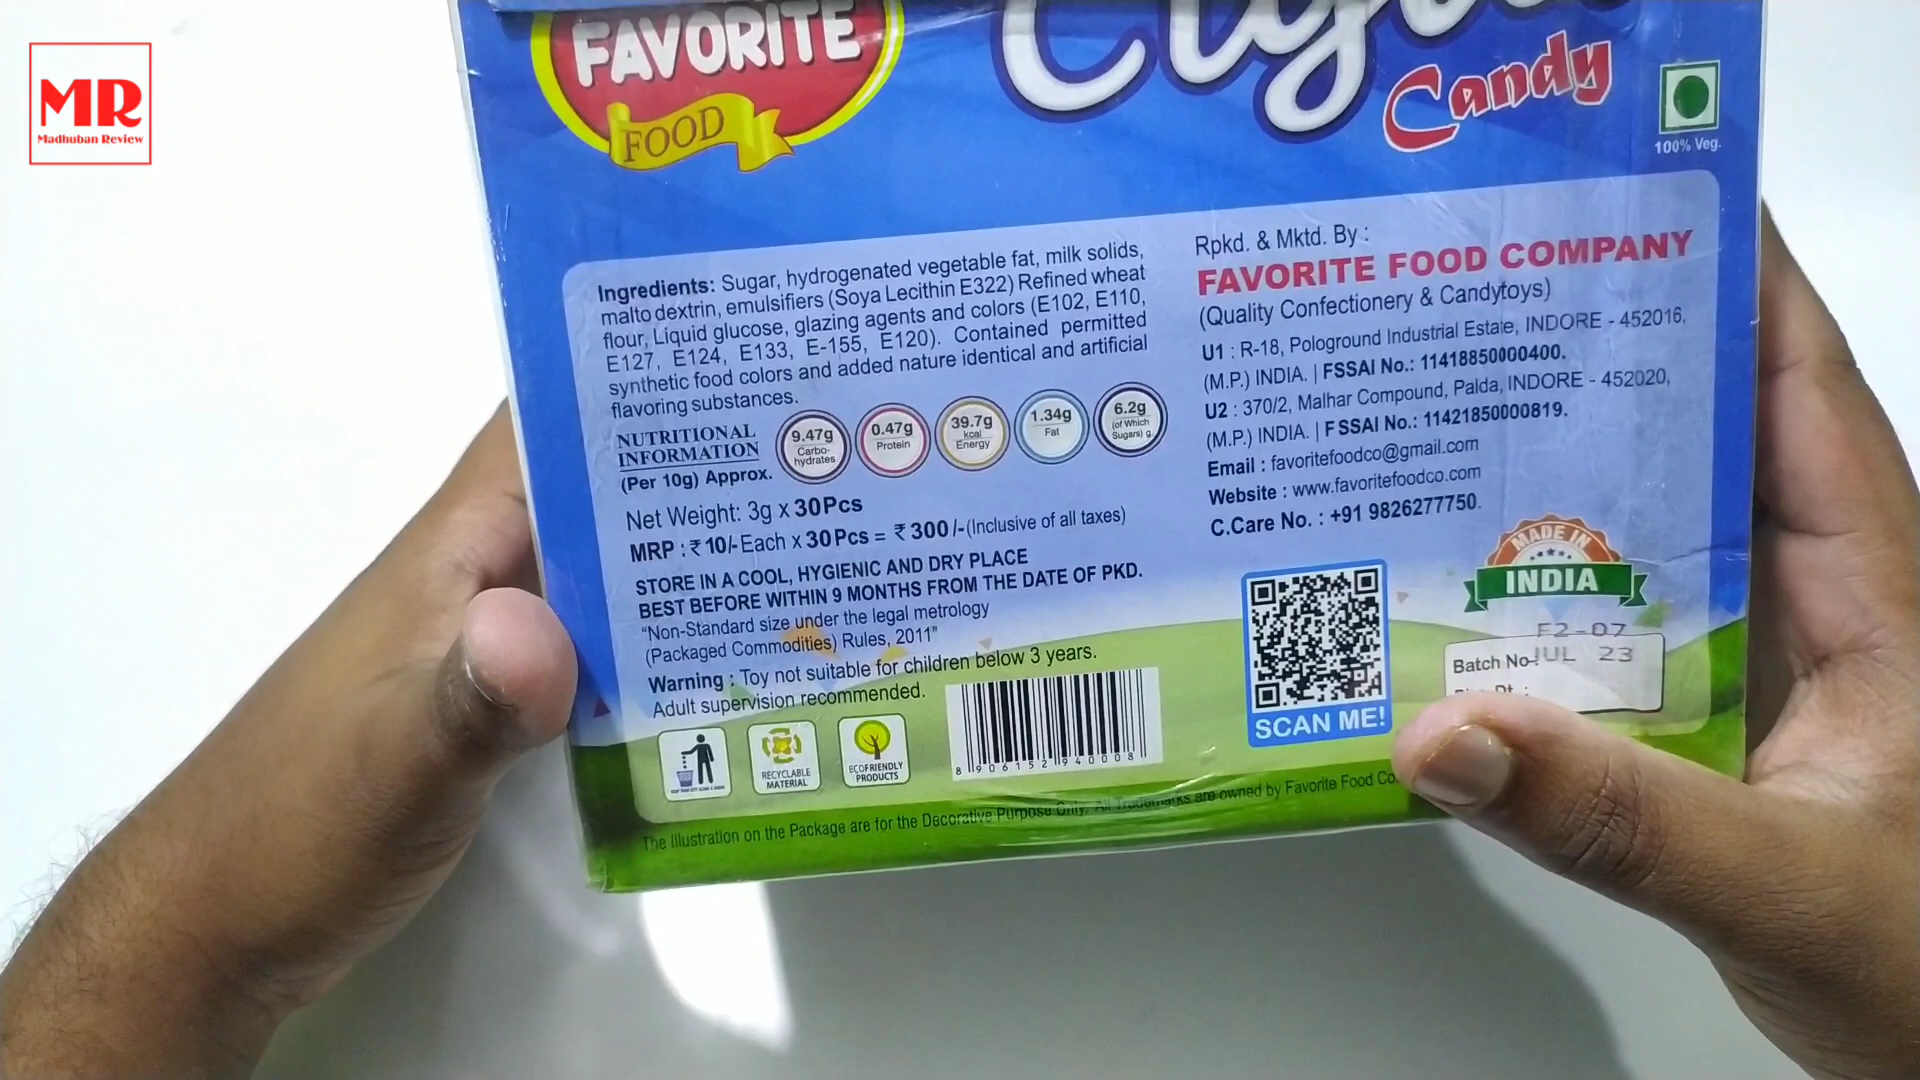 MR
Madhuban Review
FAVORITE
FOOD
Candy
100% Veg.
Ingredients: Sugar, hydrogenated vegetable fat, milk solids,
malto dextrin, emulsifiers (Soya Lecithin E322) Refined wheat
flour, Liquid glucose, glazing agents and colors (E102, E110,
E127, E124, E133, E-155, E120). Contained permitted
synthetic food colors and added nature identical and artificial
flavoring substances.
NUTRITIONAL
INFORMATION
(Per 10g) Approx.
9.47g
Carbo-
hydrates
0.47g
Protein
39.7g
kcal
Energy
1.34g
Fat
6.2g
(of Which
Sugars) g
Net Weight: 3g x 30Pcs
MRP : ₹ 10/- Each x 30 Pcs = ₹ 300/- (Inclusive of all taxes)
STORE IN A COOL, HYGIENIC AND DRY PLACE
BEST BEFORE WITHIN 9 MONTHS FROM THE DATE OF PKD.
"Non-Standard size under the legal metrology
(Packaged Commodities) Rules, 2011"
Warning : Toy not suitable for children below 3 years.
Adult supervision recommended.
RECYCLABLE
MATERIAL
ECOFRIENDLY
PRODUCTS
8 906152 940008
Rpkd. & Mktd. By :
FAVORITE FOOD COMPANY
(Quality Confectionery & Candytoys)
U1 : R-18, Pologround Industrial Estate, INDORE - 452016,
(M.P.) INDIA. | FSSAI No.: 11418850000400.
U2 : 370/2, Malhar Compound, Palda, INDORE - 452020,
(M.P.) INDIA. | FSSAI No.: 11421850000819.
Email : favoritefoodco@gmail.com
Website : www.favoritefoodco.com
C.Care No. : +91 9826277750.
MADE IN
INDIA
SCAN ME!
F2-07
Batch No.: JUL 23
The Illustration on the Package are for the Decorative Purpose Only. All Trademarks are owned by Favorite Food Co.